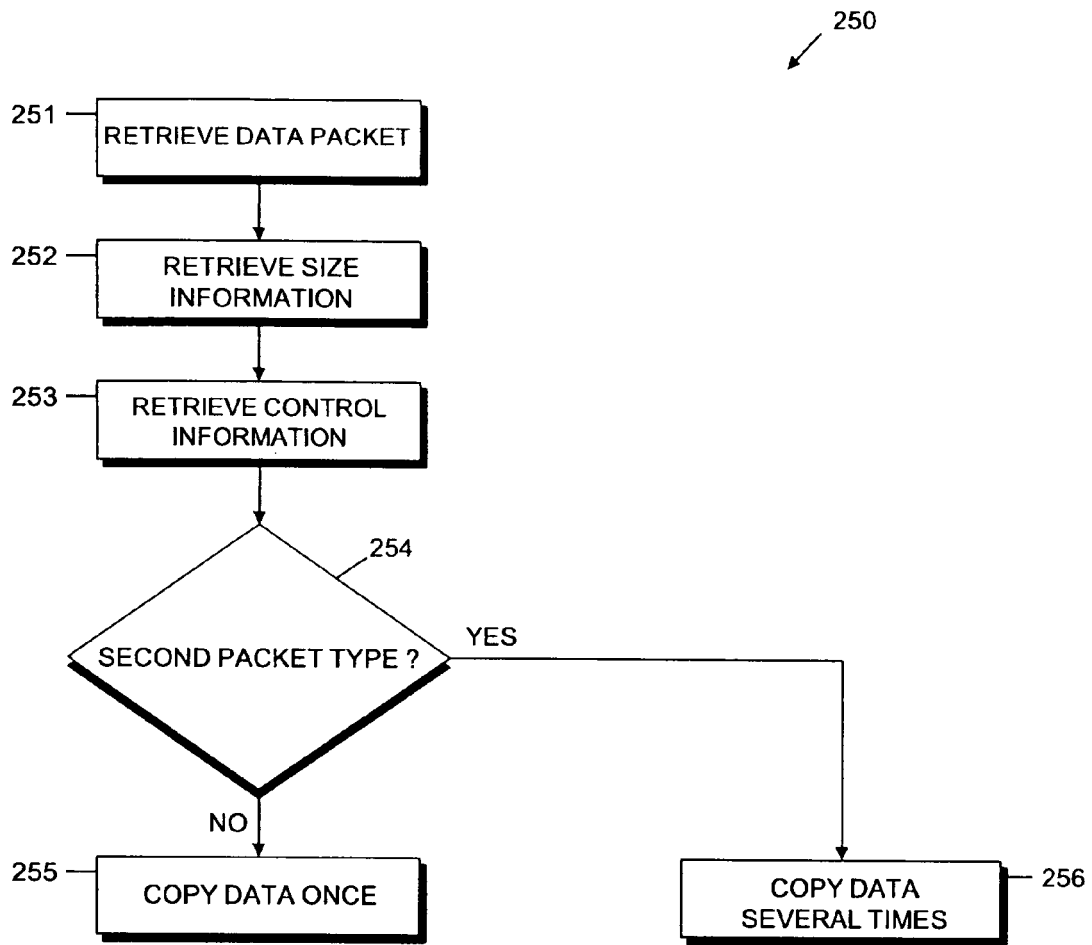 250
251
RETRIEVE DATA PACKET
252
RETRIEVE SIZE
INFORMATION
253
RETRIEVE CONTROL
INFORMATION
254
SECOND PACKET TYPE ?
YES
NO
255
COPY DATA ONCE
COPY DATA
SEVERAL TIMES
256